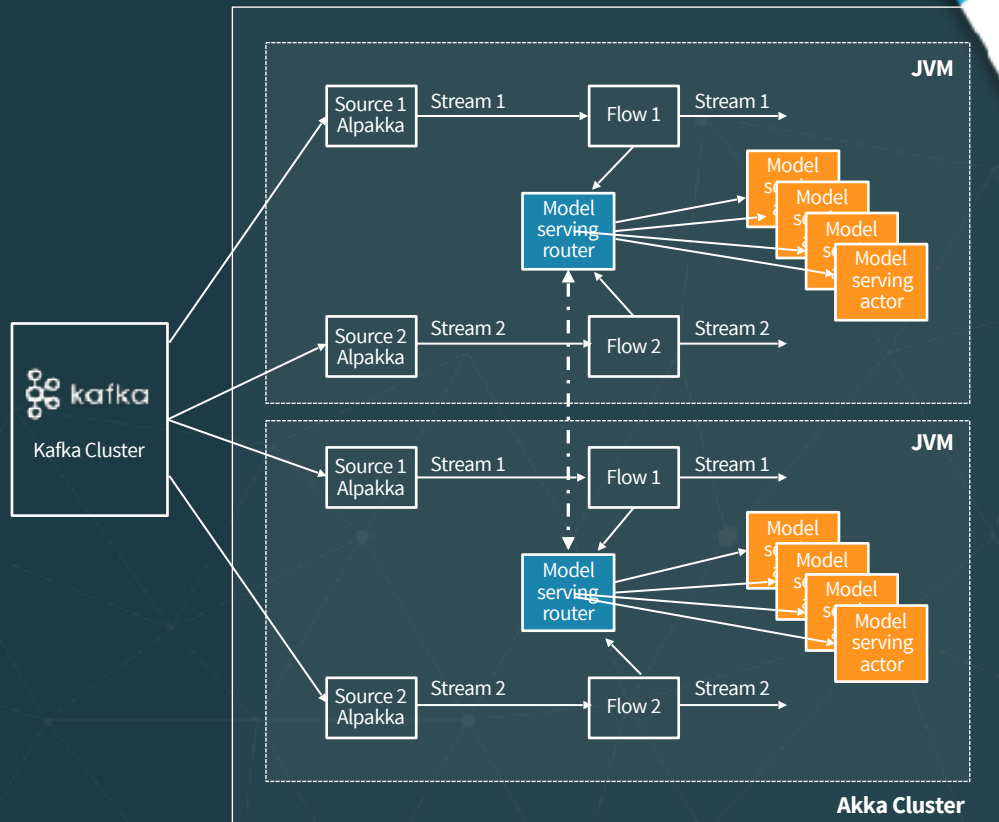 JVM
Source 1
Alpakka
Stream 1
Flow 1
Stream 1
Model
serving
router
Model
Model
Model
Model
serving
actor
Source 2
Alpakka
Stream 2
Flow 2
Stream 2
kafka
Kafka Cluster
JVM
Source 1
Alpakka
Stream 1
Flow 1
Stream 1
Model
serving
router
Model
Model
Model
Model
serving
actor
Source 2
Alpakka
Stream 2
Flow 2
Stream 2
Akka Cluster